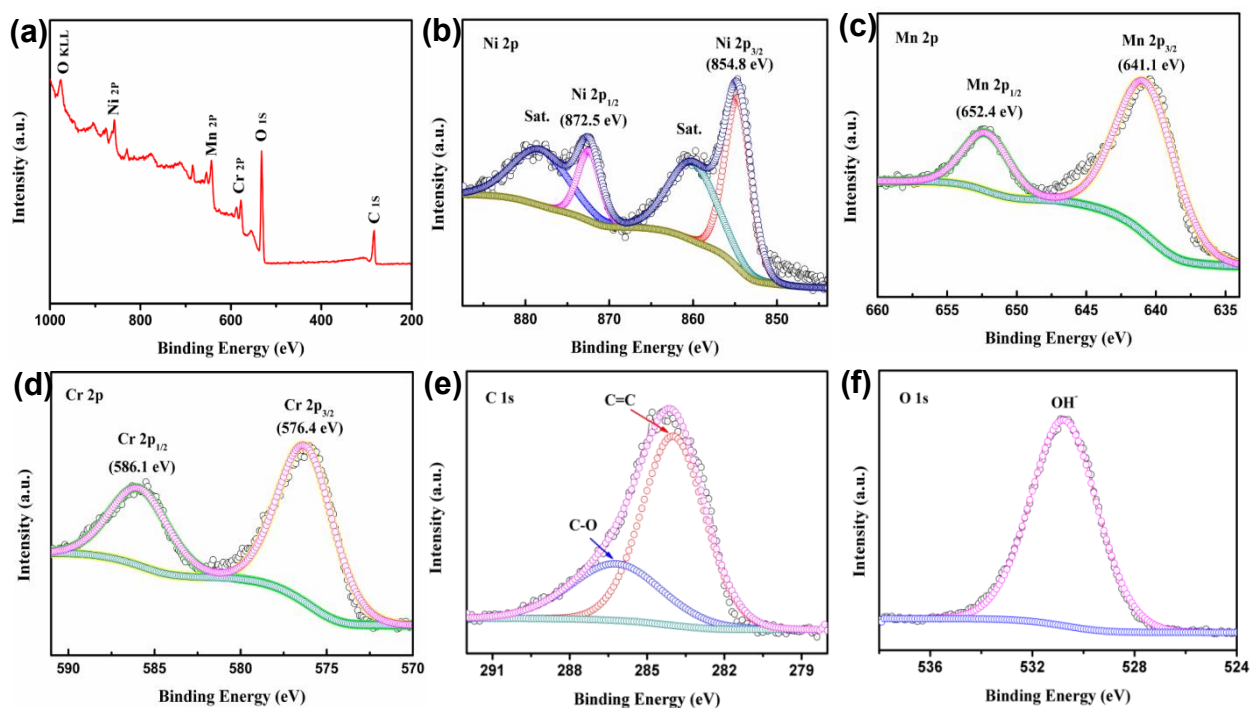 (a)
O KLL
Ni 2P
Mn 2P
Cr 2P
O 1S
C 1S
Intensity (a.u.)
1000 900 800 700 600 500 400 300 200
Binding Energy (eV)
(b)
Ni 2p
Ni 2p3/2
(854.8 eV)
Ni 2p1/2
(872.5 eV)
Sat.
Sat.
Intensity (a.u.)
880 870 860 850
Binding Energy (eV)
(c)
Mn 2p
Mn 2p3/2
(641.1 eV)
Mn 2p1/2
(652.4 eV)
Intensity (a.u.)
660 655 650 645 640 635
Binding Energy (eV)
(d)
Cr 2p
Cr 2p3/2
(576.4 eV)
Cr 2p1/2
(586.1 eV)
Intensity (a.u.)
590 585 580 575 570
Binding Energy (eV)
(e)
C 1s
C=C
C-O
Intensity (a.u.)
291 288 285 282 279
Binding Energy (eV)
(f)
O 1s
OH-
Intensity (a.u.)
536 532 528 524
Binding Energy (eV)